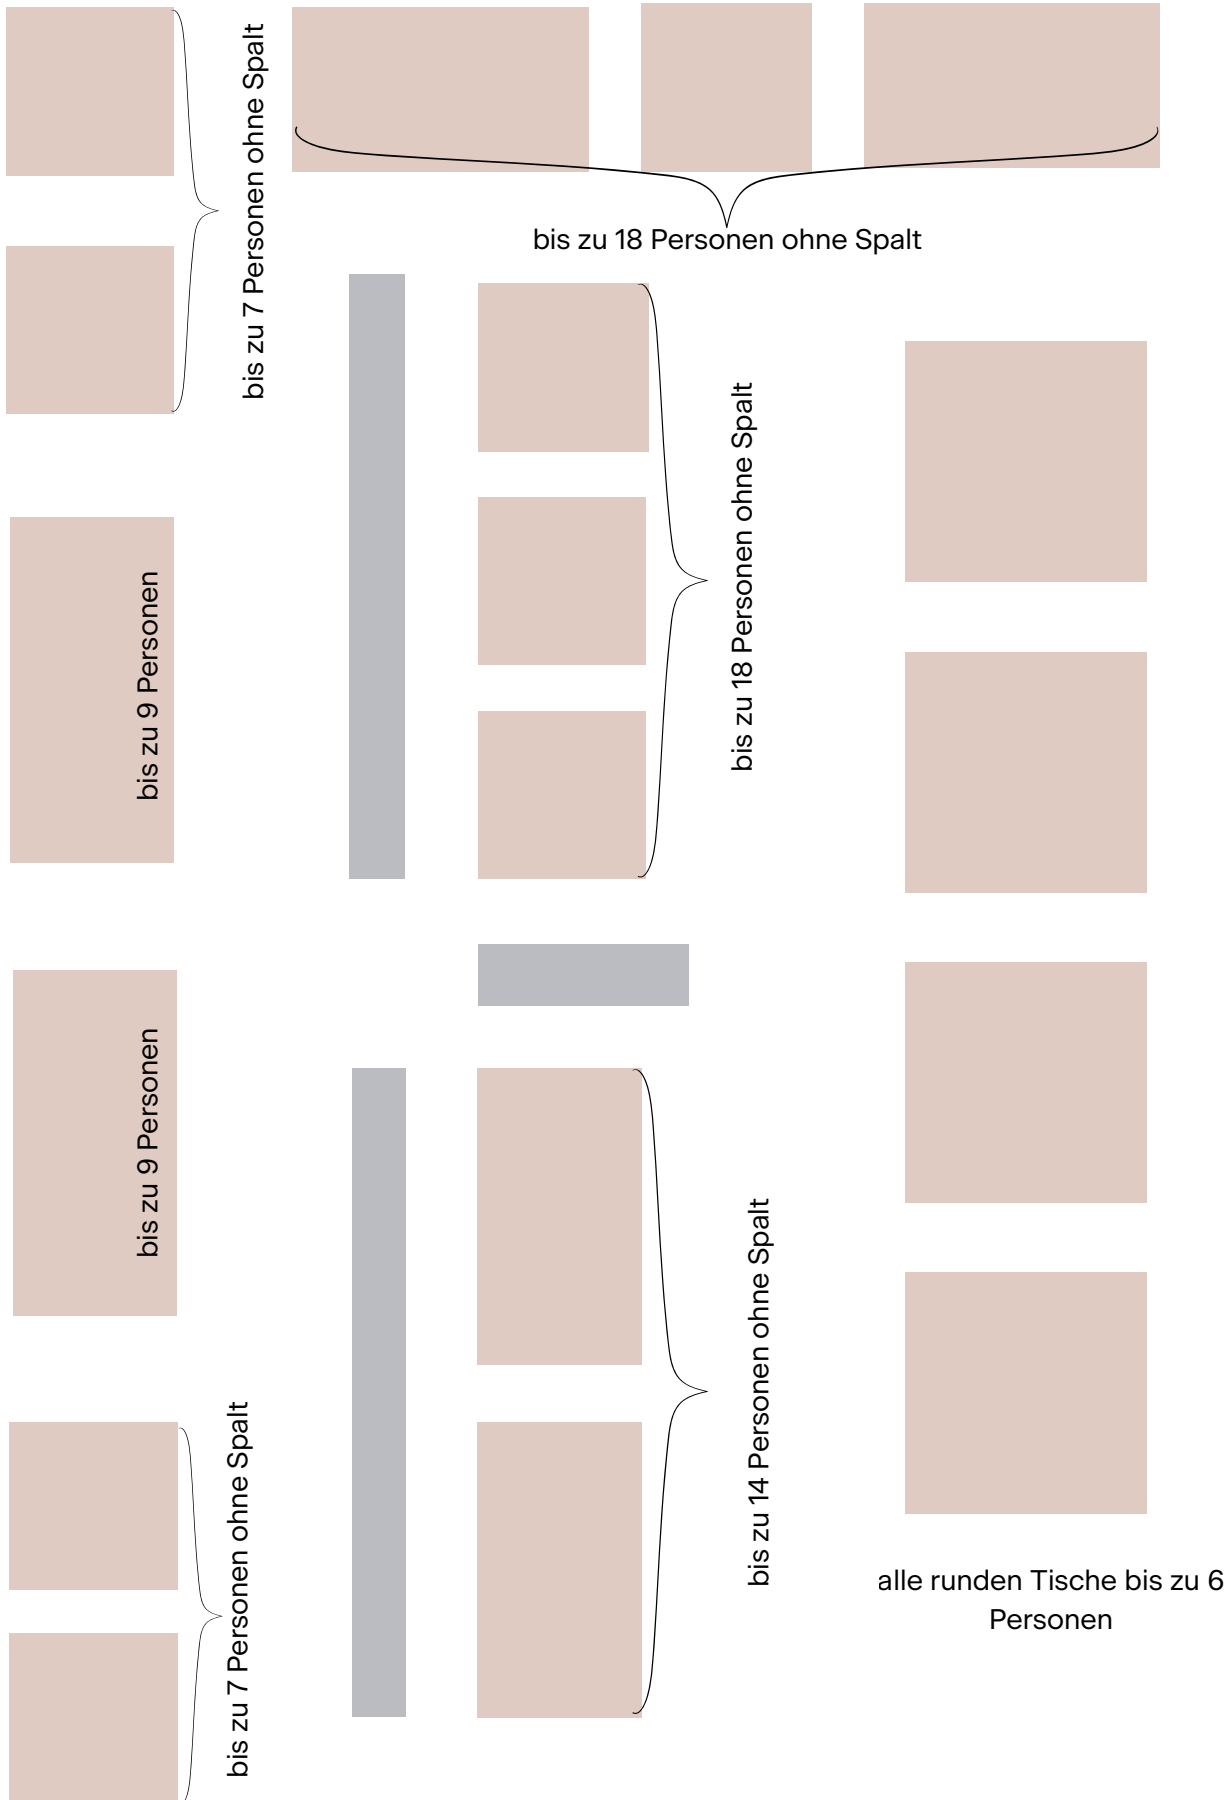 bis zu 7 Personen ohne Spalt
bis zu 18 Personen ohne Spalt
bis zu 18 Personen ohne Spalt
bis zu 9 Personen
bis zu 9 Personen
bis zu 14 Personen ohne Spalt
bis zu 7 Personen ohne Spalt
alle runden Tische bis zu 6
Personen